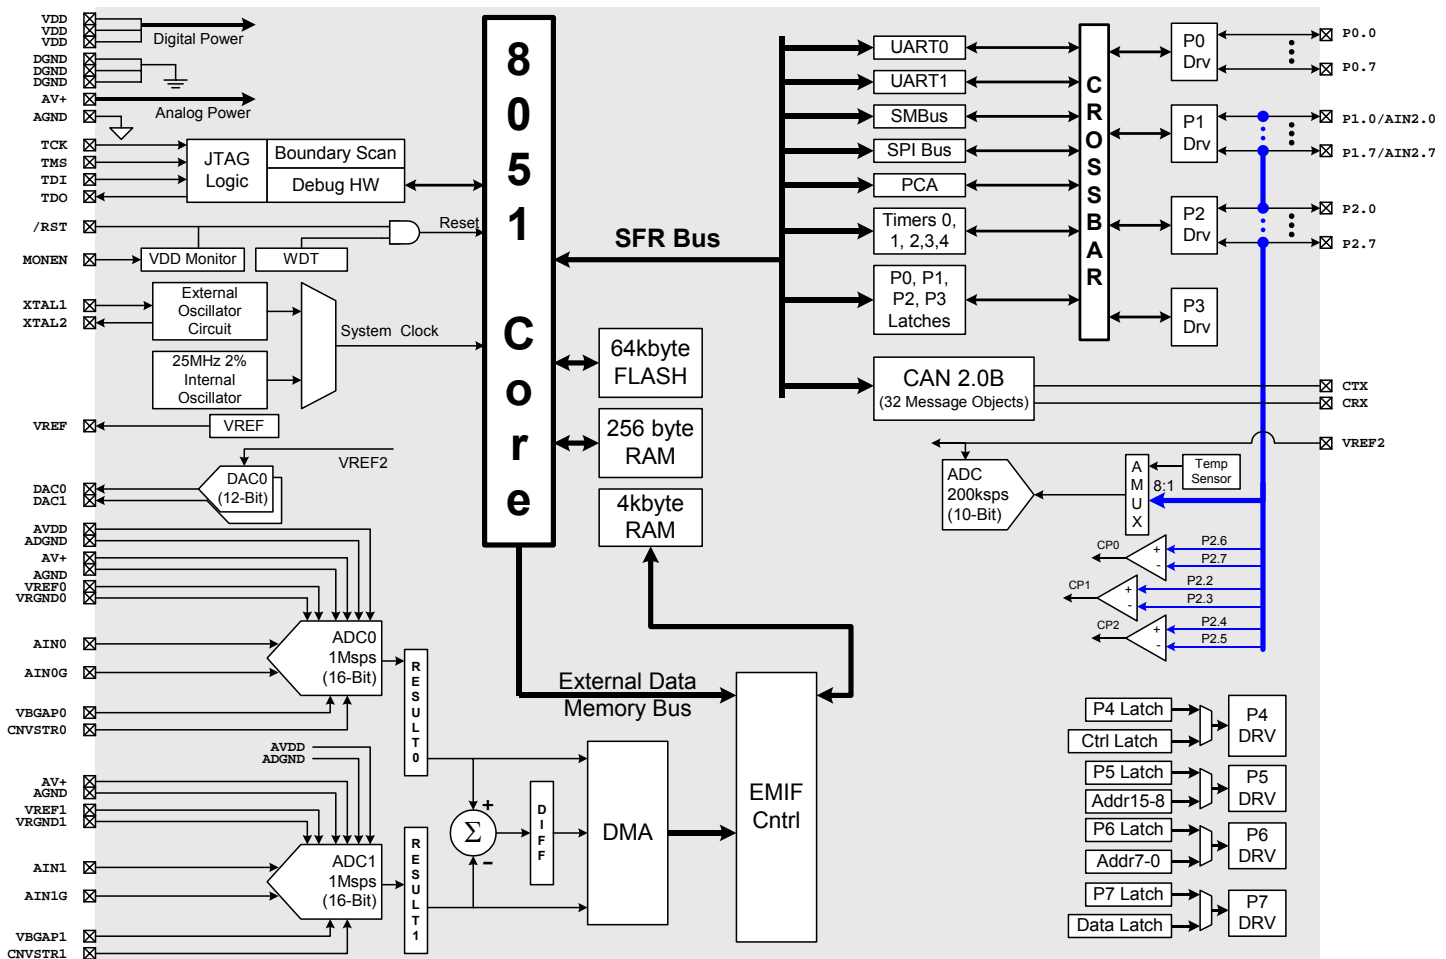 VDD
VDD
VDD
Digital Power
DGND
DGND
DGND
AV+
Analog Power
AGND
TCK
TMS
TDI
TDO
JTAG
Logic
Boundary Scan
Debug HW
/RST
Reset
MONEN
VDD Monitor
WDT
XTAL1
XTAL2
External
Oscillator
Circuit
System Clock
25MHz 2%
Internal
Oscillator
VREF
VREF
VREF2
DAC0
DAC1
DAC0
(12-Bit)
AVDD
ADGND
AV+
AGND
VREF0
VRGND0
AIN0
AIN0G
ADC0
1Msps
(16-Bit)
VBGAP0
CNVSTR0
RESULT0
AVDD
ADGND
AV+
AGND
VREF1
VRGND1
AIN1
AIN1G
ADC1
1Msps
(16-Bit)
VBGAP1
CNVSTR1
RESULT1
+
Σ
-
DIFF
DMA
8051 Core
SFR Bus
64kbyte
FLASH
256 byte
RAM
4kbyte
RAM
External Data
Memory Bus
EMIF
Cntrl
UART0
UART1
SMBus
SPI Bus
PCA
Timers 0,
1, 2,3,4
P0, P1,
P2, P3
Latches
CROSSBAR
P0
Drv
P1
Drv
P2
Drv
P3
Drv
P0.0
P0.7
P1.0/AIN2.0
P1.7/AIN2.7
P2.0
P2.7
CAN 2.0B
(32 Message Objects)
CTX
CRX
VREF2
ADC
200ksps
(10-Bit)
AMUX
8:1
Temp
Sensor
CP0
+
-
P2.6
P2.7
CP1
+
-
P2.2
P2.3
CP2
+
-
P2.4
P2.5
P4 Latch
Ctrl Latch
P4
DRV
P5 Latch
Addr15-8
P5
DRV
P6 Latch
Addr7-0
P6
DRV
P7 Latch
Data Latch
P7
DRV